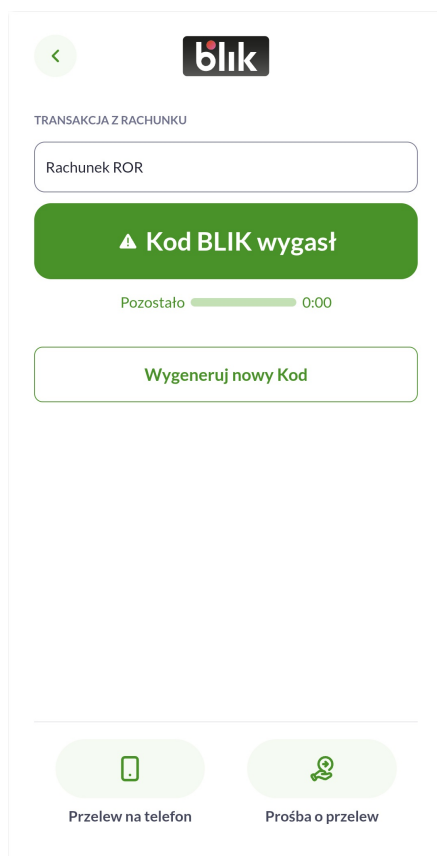 blik
TRANSAKCJA Z RACHUNKU
Rachunek ROR
Kod BLIK wygasł
Pozostało 0:00
Wygeneruj nowy Kod
Przelew na telefon
Prośba o przelew